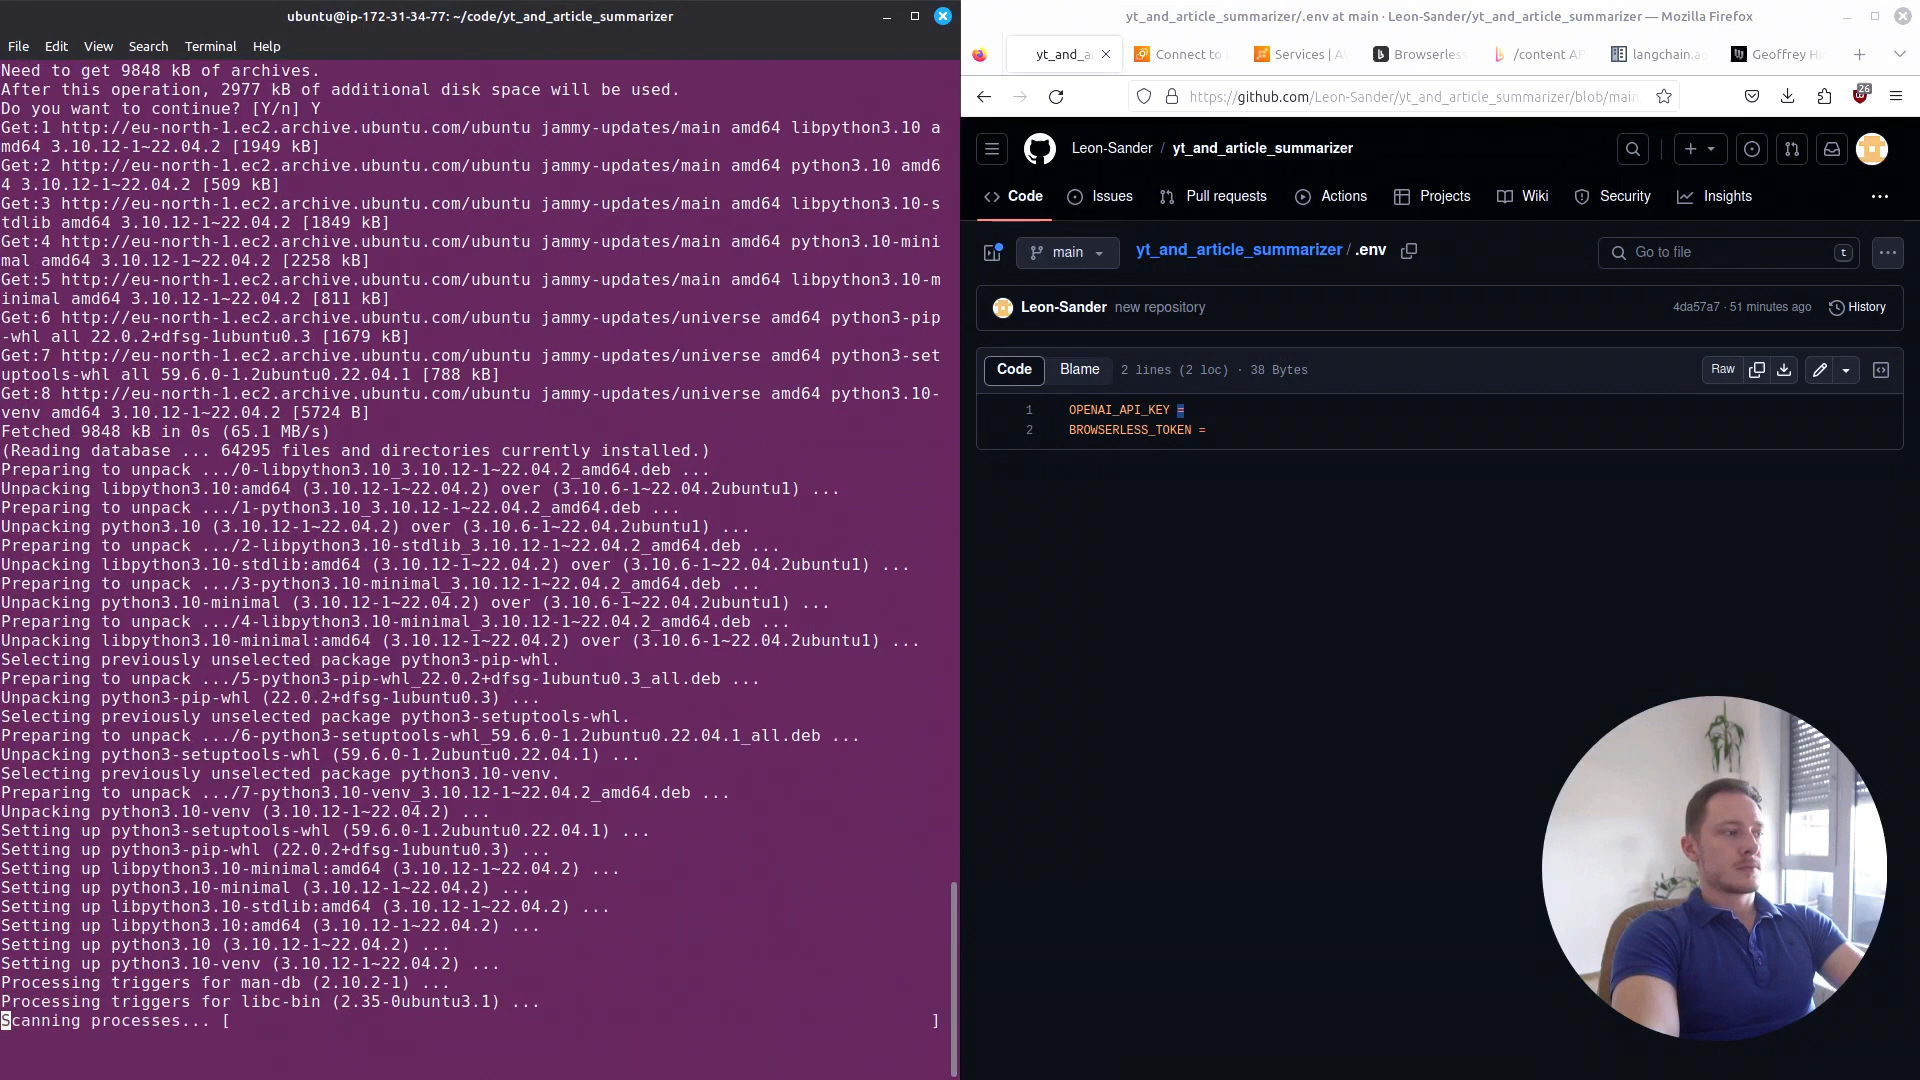 ubuntu@ip-172-31-34-77: ~/code/yt_and_article_summarizer
File Edit View Search Terminal Help
Need to get 9848 kB of archives.
After this operation, 2977 kB of additional disk space will be used.
Do you want to continue? [Y/n] Y
Get:1 http://eu-north-1.ec2.archive.ubuntu.com/ubuntu jammy-updates/main amd64 libpython3.10 a
md64 3.10.12-1~22.04.2 [1949 kB]
Get:2 http://eu-north-1.ec2.archive.ubuntu.com/ubuntu jammy-updates/main amd64 python3.10 amd6
4 3.10.12-1~22.04.2 [509 kB]
Get:3 http://eu-north-1.ec2.archive.ubuntu.com/ubuntu jammy-updates/main amd64 libpython3.10-s
tdlib amd64 3.10.12-1~22.04.2 [1849 kB]
Get:4 http://eu-north-1.ec2.archive.ubuntu.com/ubuntu jammy-updates/main amd64 python3.10-mini
mal amd64 3.10.12-1~22.04.2 [2258 kB]
Get:5 http://eu-north-1.ec2.archive.ubuntu.com/ubuntu jammy-updates/main amd64 libpython3.10-m
inimal amd64 3.10.12-1~22.04.2 [811 kB]
Get:6 http://eu-north-1.ec2.archive.ubuntu.com/ubuntu jammy-updates/universe amd64 python3-pip
-whl all 22.0.2+dfsg-1ubuntu0.3 [1679 kB]
Get:7 http://eu-north-1.ec2.archive.ubuntu.com/ubuntu jammy-updates/universe amd64 python3-set
uptools-whl all 59.6.0-1.2ubuntu0.22.04.1 [788 kB]
Get:8 http://eu-north-1.ec2.archive.ubuntu.com/ubuntu jammy-updates/universe amd64 python3.10-
venv amd64 3.10.12-1~22.04.2 [5724 B]
Fetched 9848 kB in 0s (65.1 MB/s)
(Reading database ... 64295 files and directories currently installed.)
Preparing to unpack .../0-libpython3.10_3.10.12-1~22.04.2_amd64.deb ...
Unpacking libpython3.10:amd64 (3.10.12-1~22.04.2) over (3.10.6-1~22.04.2ubuntu1) ...
Preparing to unpack .../1-python3.10_3.10.12-1~22.04.2_amd64.deb ...
Unpacking python3.10 (3.10.12-1~22.04.2) over (3.10.6-1~22.04.2ubuntu1) ...
Preparing to unpack .../2-libpython3.10-stdlib_3.10.12-1~22.04.2_amd64.deb ...
Unpacking libpython3.10-stdlib:amd64 (3.10.12-1~22.04.2) over (3.10.6-1~22.04.2ubuntu1) ...
Preparing to unpack .../3-python3.10-minimal_3.10.12-1~22.04.2_amd64.deb ...
Unpacking python3.10-minimal (3.10.12-1~22.04.2) over (3.10.6-1~22.04.2ubuntu1) ...
Preparing to unpack .../4-libpython3.10-minimal_3.10.12-1~22.04.2_amd64.deb ...
Unpacking libpython3.10-minimal:amd64 (3.10.12-1~22.04.2) over (3.10.6-1~22.04.2ubuntu1) ...
Selecting previously unselected package python3-pip-whl.
Preparing to unpack .../5-python3-pip-whl_22.0.2+dfsg-1ubuntu0.3_all.deb ...
Unpacking python3-pip-whl (22.0.2+dfsg-1ubuntu0.3) ...
Selecting previously unselected package python3-setuptools-whl.
Preparing to unpack .../6-python3-setuptools-whl_59.6.0-1.2ubuntu0.22.04.1_all.deb ...
Unpacking python3-setuptools-whl (59.6.0-1.2ubuntu0.22.04.1) ...
Selecting previously unselected package python3.10-venv.
Preparing to unpack .../7-python3.10-venv_3.10.12-1~22.04.2_amd64.deb ...
Unpacking python3.10-venv (3.10.12-1~22.04.2) ...
Setting up python3-setuptools-whl (59.6.0-1.2ubuntu0.22.04.1) ...
Setting up python3-pip-whl (22.0.2+dfsg-1ubuntu0.3) ...
Setting up libpython3.10-minimal:amd64 (3.10.12-1~22.04.2) ...
Setting up python3.10-minimal (3.10.12-1~22.04.2) ...
Setting up libpython3.10-stdlib:amd64 (3.10.12-1~22.04.2) ...
Setting up libpython3.10:amd64 (3.10.12-1~22.04.2) ...
Setting up python3.10 (3.10.12-1~22.04.2) ...
Setting up python3.10-venv (3.10.12-1~22.04.2) ...
Processing triggers for man-db (2.10.2-1) ...
Processing triggers for libc-bin (2.35-0ubuntu3.1) ...
Scanning processes... [ ]
yt_and_article_summarizer/.env at main · Leon-Sander/yt_and_article_summarizer — Mozilla Firefox
yt_and_a Connect to Services | A Browserless /content AP langchain.a Geoffrey Hi
https://github.com/Leon-Sander/yt_and_article_summarizer/blob/main 26
Leon-Sander / yt_and_article_summarizer
Code Issues Pull requests Actions Projects Wiki Security Insights
main yt_and_article_summarizer / .env Go to file t
Leon-Sander new repository 4da57a7 · 51 minutes ago History
Code Blame 2 lines (2 loc) · 38 Bytes Raw
1 OPENAI_API_KEY =
2 BROWSERLESS_TOKEN =